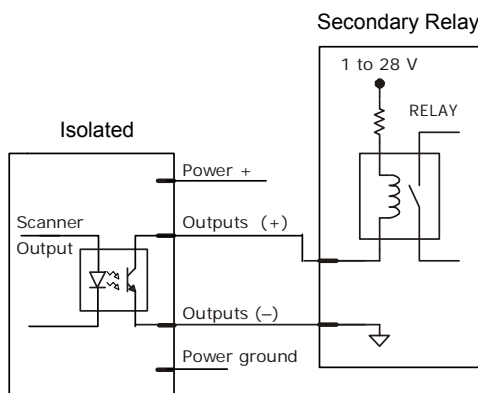 Secondary Relay
1 to 28 V
RELAY
Isolated
Power +
Scanner
Output
Outputs (+)
Outputs (−)
Power ground